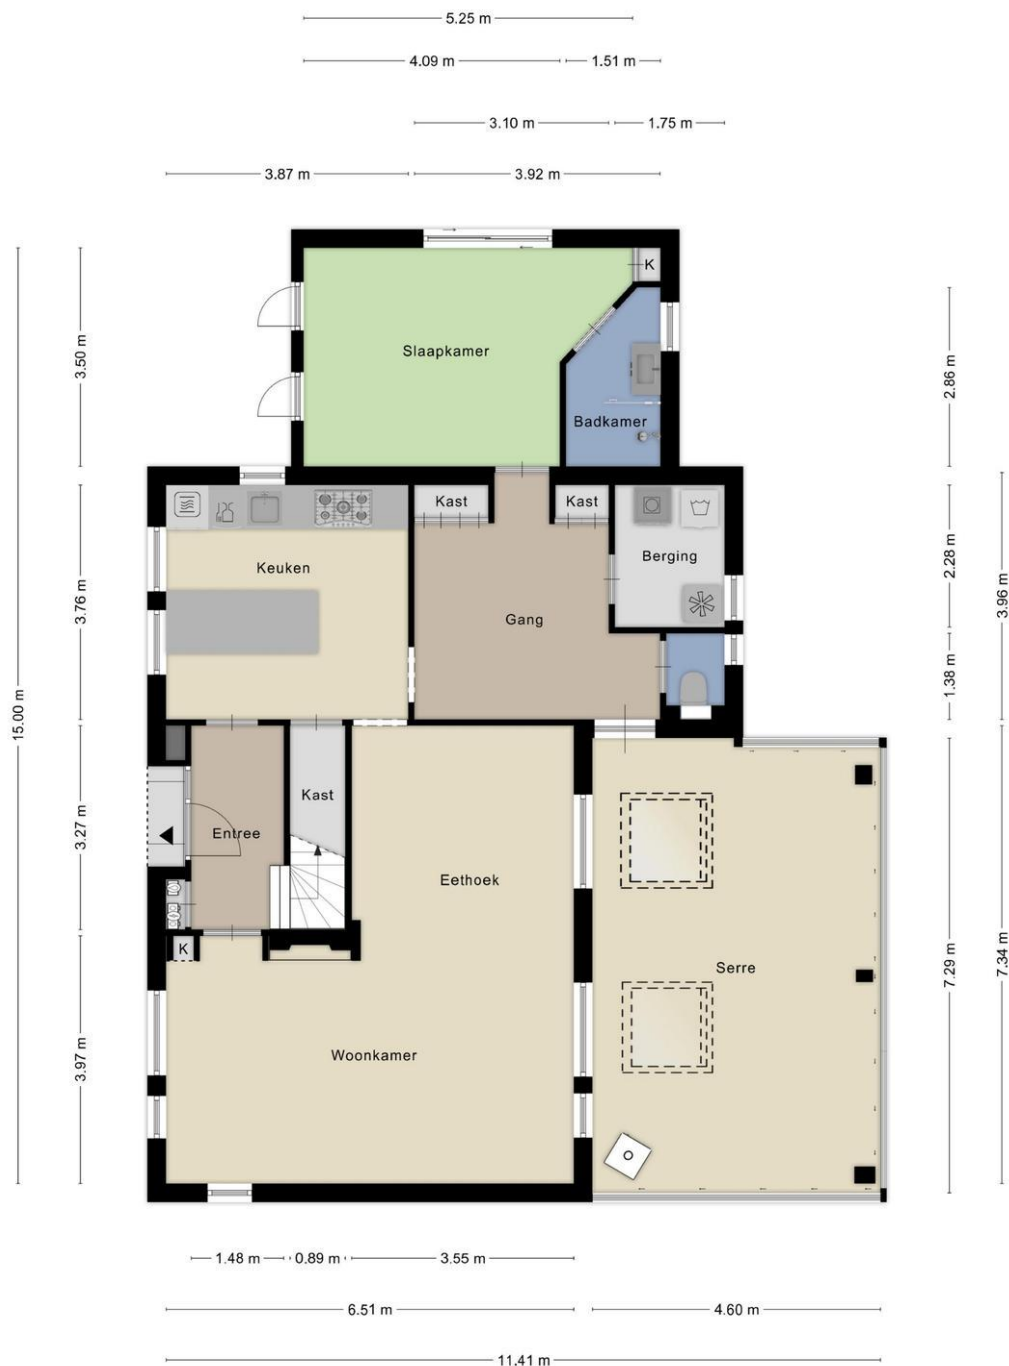 5.25 m
4.09 m
1.51 m
3.10 m
1.75 m
3.87 m
3.92 m
K
Slaapkamer
3.50 m
2.86 m
Badkamer
Kast
Kast
Berging
Keuken
2.28 m
3.76 m
3.96 m
Gang
1.38 m
15.00 m
Kast
3.27 m
Entree
Eethoek
K
Serre
7.29 m
7.34 m
Woonkamer
3.97 m
1.48 m
0.89 m
3.55 m
6.51 m
4.60 m
11.41 m